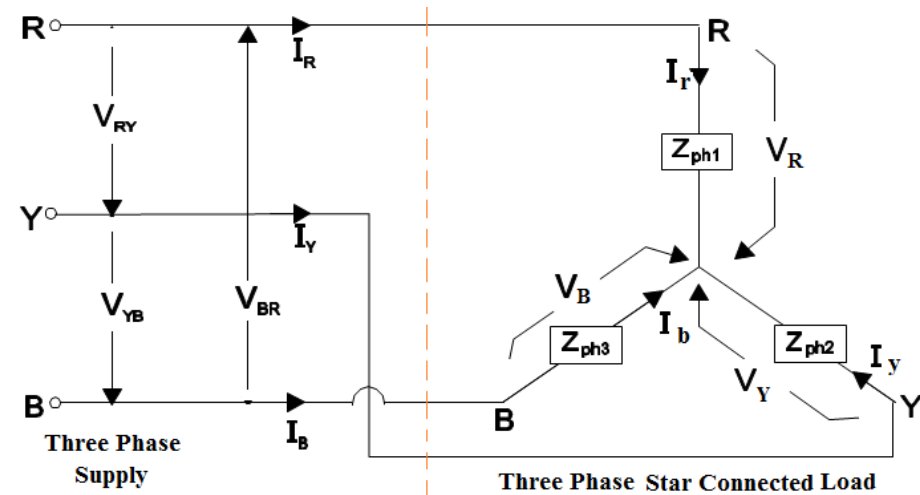 R
I_R
R
I_r
V_RY
Z_ph1
V_R
Y
I_Y
V_YB
V_BR
V_B
I_b
Z_ph3
Z_ph2
I_y
V_Y
B
I_B
B
Y
Three Phase
Supply
Three Phase Star Connected Load